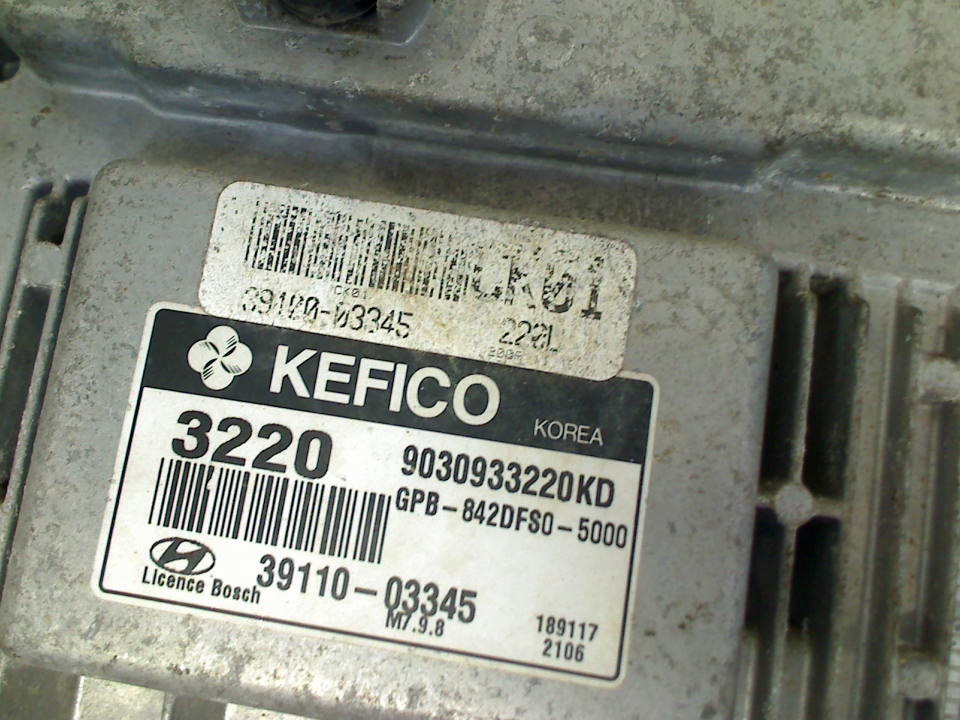 CK01
CK01
39100-03345 220L
KEFICO KOREA
3220
9030933220KD
GPB-842DFS0-5000
39110-03345
Licence Bosch
M7.9.8
189117
2106